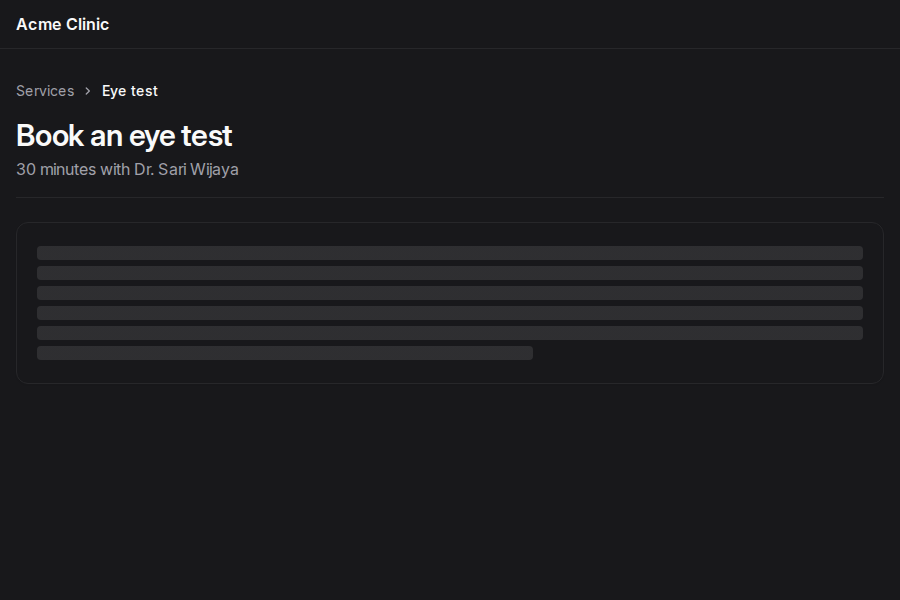 Acme Clinic
Services > Eye test
Book an eye test
30 minutes with Dr. Sari Wijaya